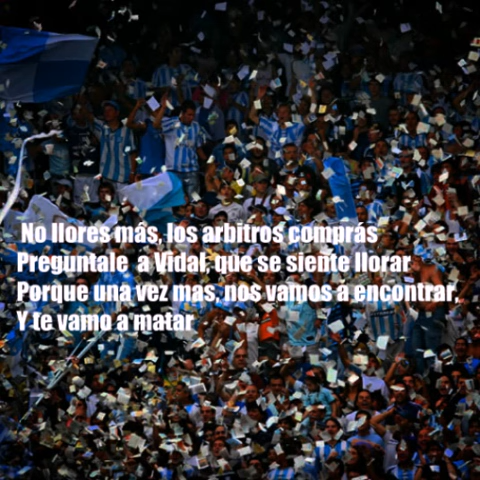 No llores más, los arbitros comprás
Preguntale a Vidal, que se siente llorar
Porque una vez mas, nos vamos a encontrar,
Y te vamo a matar